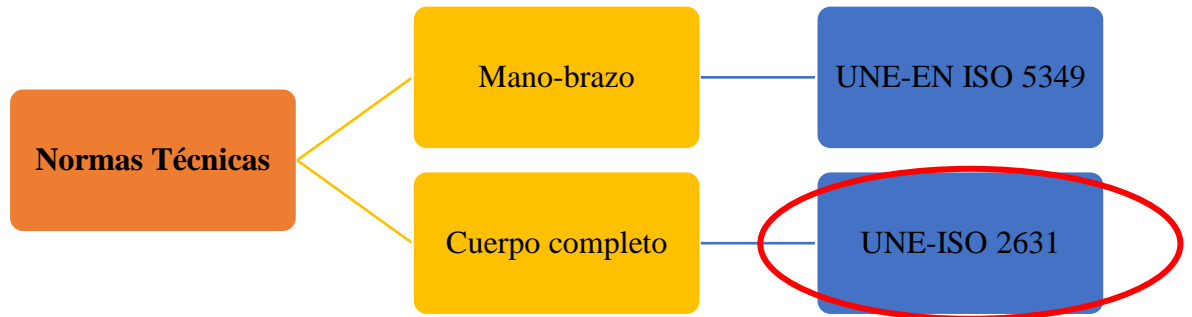 Normas Técnicas
Mano-brazo
UNE-EN ISO 5349
Cuerpo completo
UNE-ISO 2631